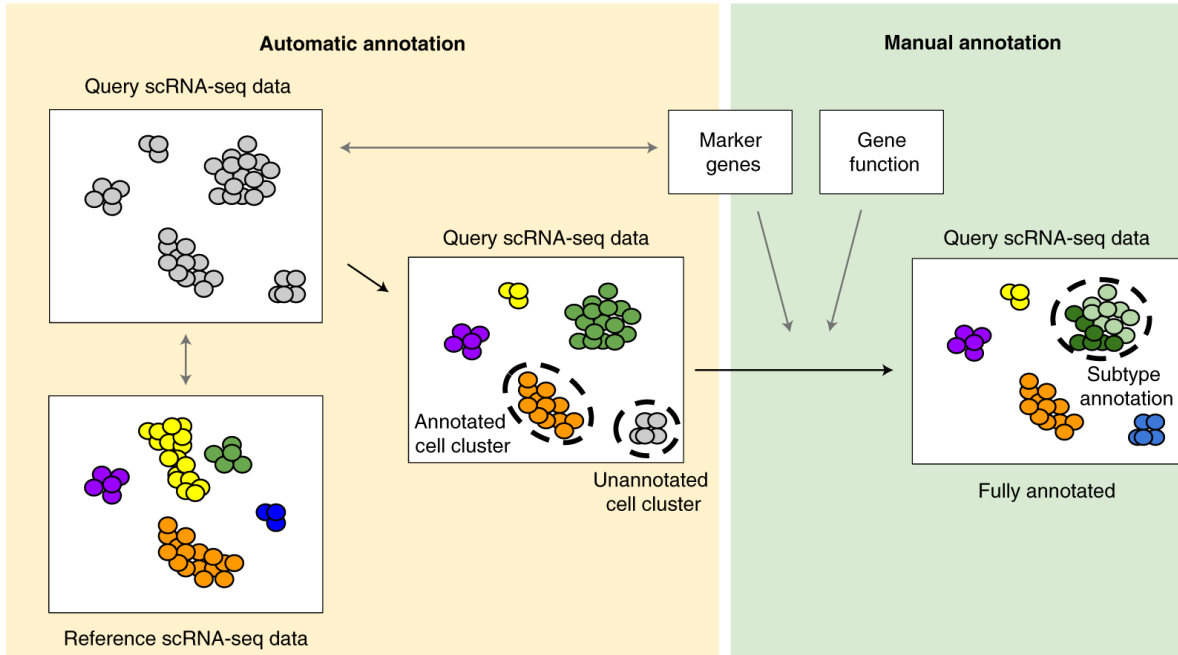 Automatic annotation
Manual annotation
Query scRNA-seq data
Marker
genes
Gene
function
Query scRNA-seq data
Query scRNA-seq data
Annotated
cell cluster
Unannotated
cell cluster
Subtype
annotation
Fully annotated
Reference scRNA-seq data